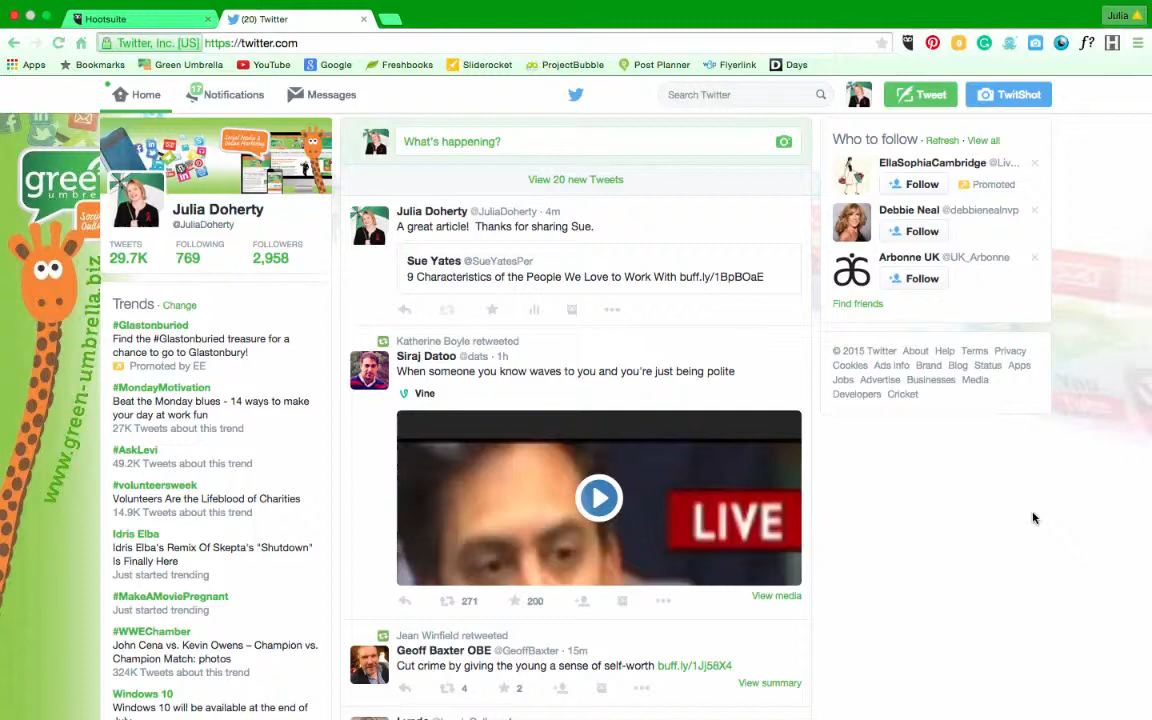 Hootsuite
(20) Twitter
Julia
Twitter, Inc. [US] https://twitter.com
Apps Bookmarks Green Umbrella YouTube Google Freshbooks Sliderocket ProjectBubble Post Planner Flyerlink Days
Home 17 Notifications Messages Search Twitter Tweet TwitShot
Julia Doherty
@JuliaDoherty
TWEETS FOLLOWING FOLLOWERS
29.7K 769 2,958
Trends · Change
#Glastonburied
Find the #Glastonburied treasure for a
chance to go to Glastonbury!
Promoted by EE
#MondayMotivation
Beat the Monday blues - 14 ways to make
your day at work fun
27K Tweets about this trend
#AskLevi
49.2K Tweets about this trend
#volunteersweek
Volunteers Are the Lifeblood of Charities
14.9K Tweets about this trend
Idris Elba
Idris Elba's Remix Of Skepta's "Shutdown"
Is Finally Here
Just started trending
#MakeAMoviePregnant
Just started trending
#WWEChamber
John Cena vs. Kevin Owens – Champion vs.
Champion Match: photos
324K Tweets about this trend
Windows 10
Windows 10 will be available at the end of
www.green-umbrella.biz
What's happening?
View 20 new Tweets
Julia Doherty @JuliaDoherty · 4m
A great article! Thanks for sharing Sue.
Sue Yates @SueYatesPer
9 Characteristics of the People We Love to Work With buff.ly/1BpBOaE
Katherine Boyle retweeted
Siraj Datoo @dats · 1h
When someone you know waves to you and you're just being polite
Vine
LIVE
271 200
View media
Jean Winfield retweeted
Geoff Baxter OBE @GeoffBaxter · 15m
Cut crime by giving the young a sense of self-worth buff.ly/1Jj58X4
4 2
View summary
Who to follow · Refresh · View all
EllaSophiaCambridge @Liv...
Follow Promoted
Debbie Neal @debbienealnvp
Follow
Arbonne UK @UK_Arbonne
Follow
Find friends
© 2015 Twitter About Help Terms Privacy
Cookies Ads info Brand Blog Status Apps
Jobs Advertise Businesses Media
Developers Cricket